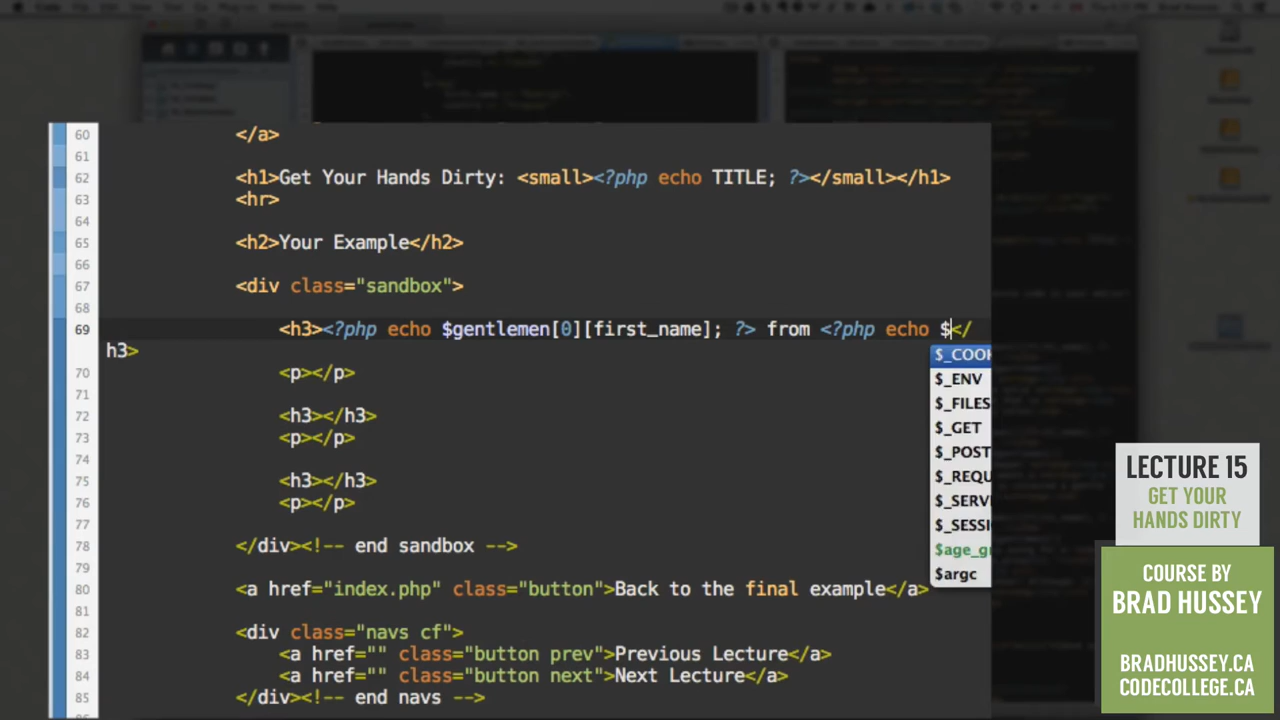 60 </a>
61
62 <h1>Get Your Hands Dirty: <small><?php echo TITLE; ?></small></h1>
63 <hr>
64
65 <h2>Your Example</h2>
66
67 <div class="sandbox">
68
69 <h3><?php echo $gentlemen[0][first_name]; ?> from <?php echo $</
h3>
$_COOK
70 <p></p>
$_ENV
71
$_FILES
72 <h3></h3>
$_GET
73 <p></p>
$_POST
74
$_REQU
75 <h3></h3>
$_SERV
76 <p></p>
$_SESSI
77
78 </div><!-- end sandbox -->
$age_g
79
$argc
80 <a href="index.php" class="button">Back to the final example</a>
81
82 <div class="navs cf">
83 <a href="" class="button prev">Previous Lecture</a>
84 <a href="" class="button next">Next Lecture</a>
85 </div><!-- end navs -->
LECTURE 15
GET YOUR
HANDS DIRTY
COURSE BY
BRAD HUSSEY
BRADHUSSEY.CA
CODECOLLEGE.CA